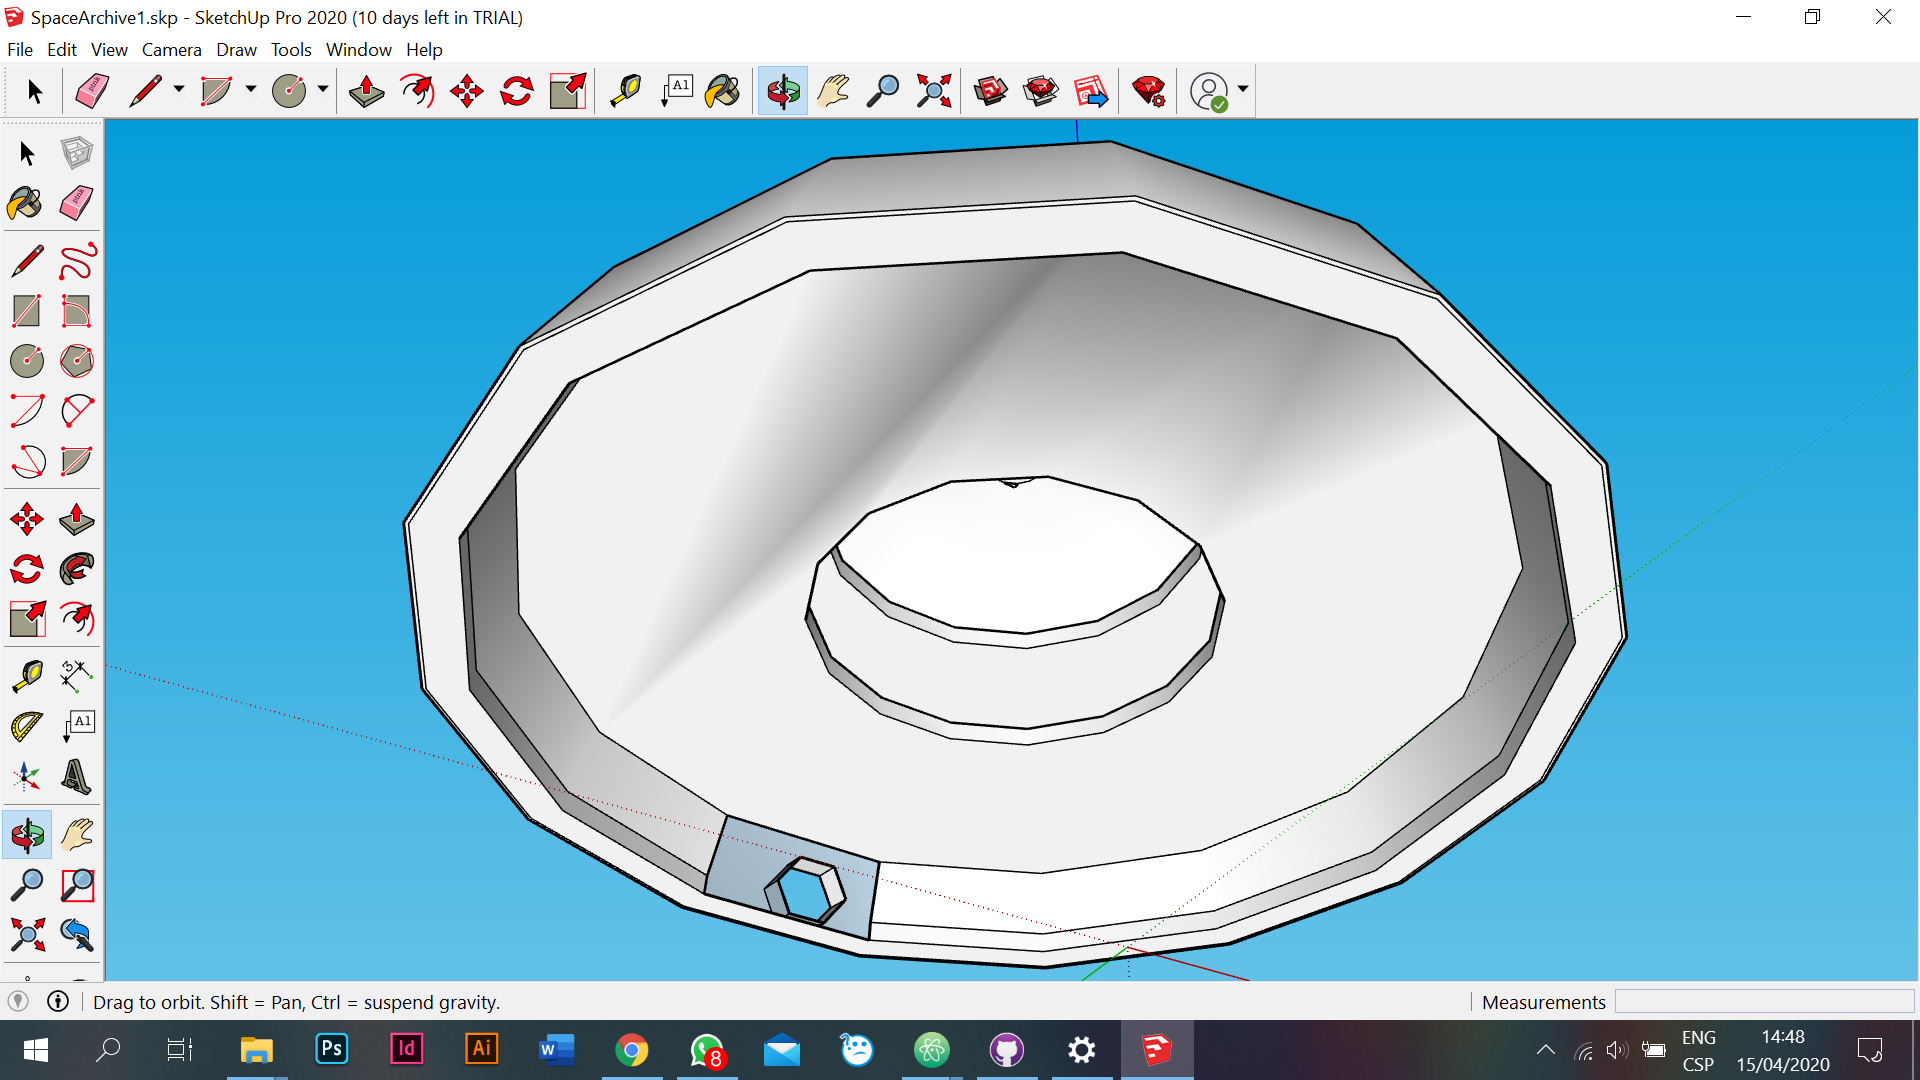 SpaceArchive1.skp - SketchUp Pro 2020 (10 days left in TRIAL)
File Edit View Camera Draw Tools Window Help
A1
A1
Drag to orbit. Shift = Pan, Ctrl = suspend gravity.
Measurements
Ps
Id
Ai
W
8
ENG
CSP
14:48
15/04/2020